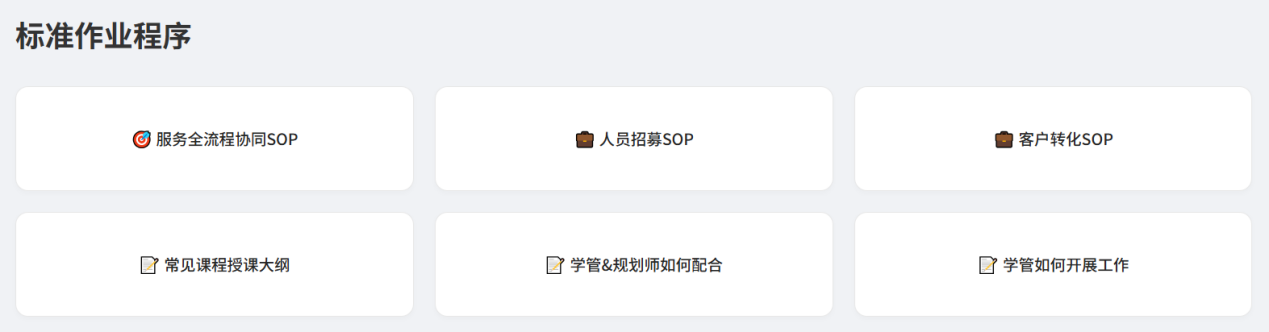 标准作业程序
服务全流程协同SOP
人员招募SOP
客户转化SOP
常见课程授课大纲
学管&规划师如何配合
学管如何开展工作